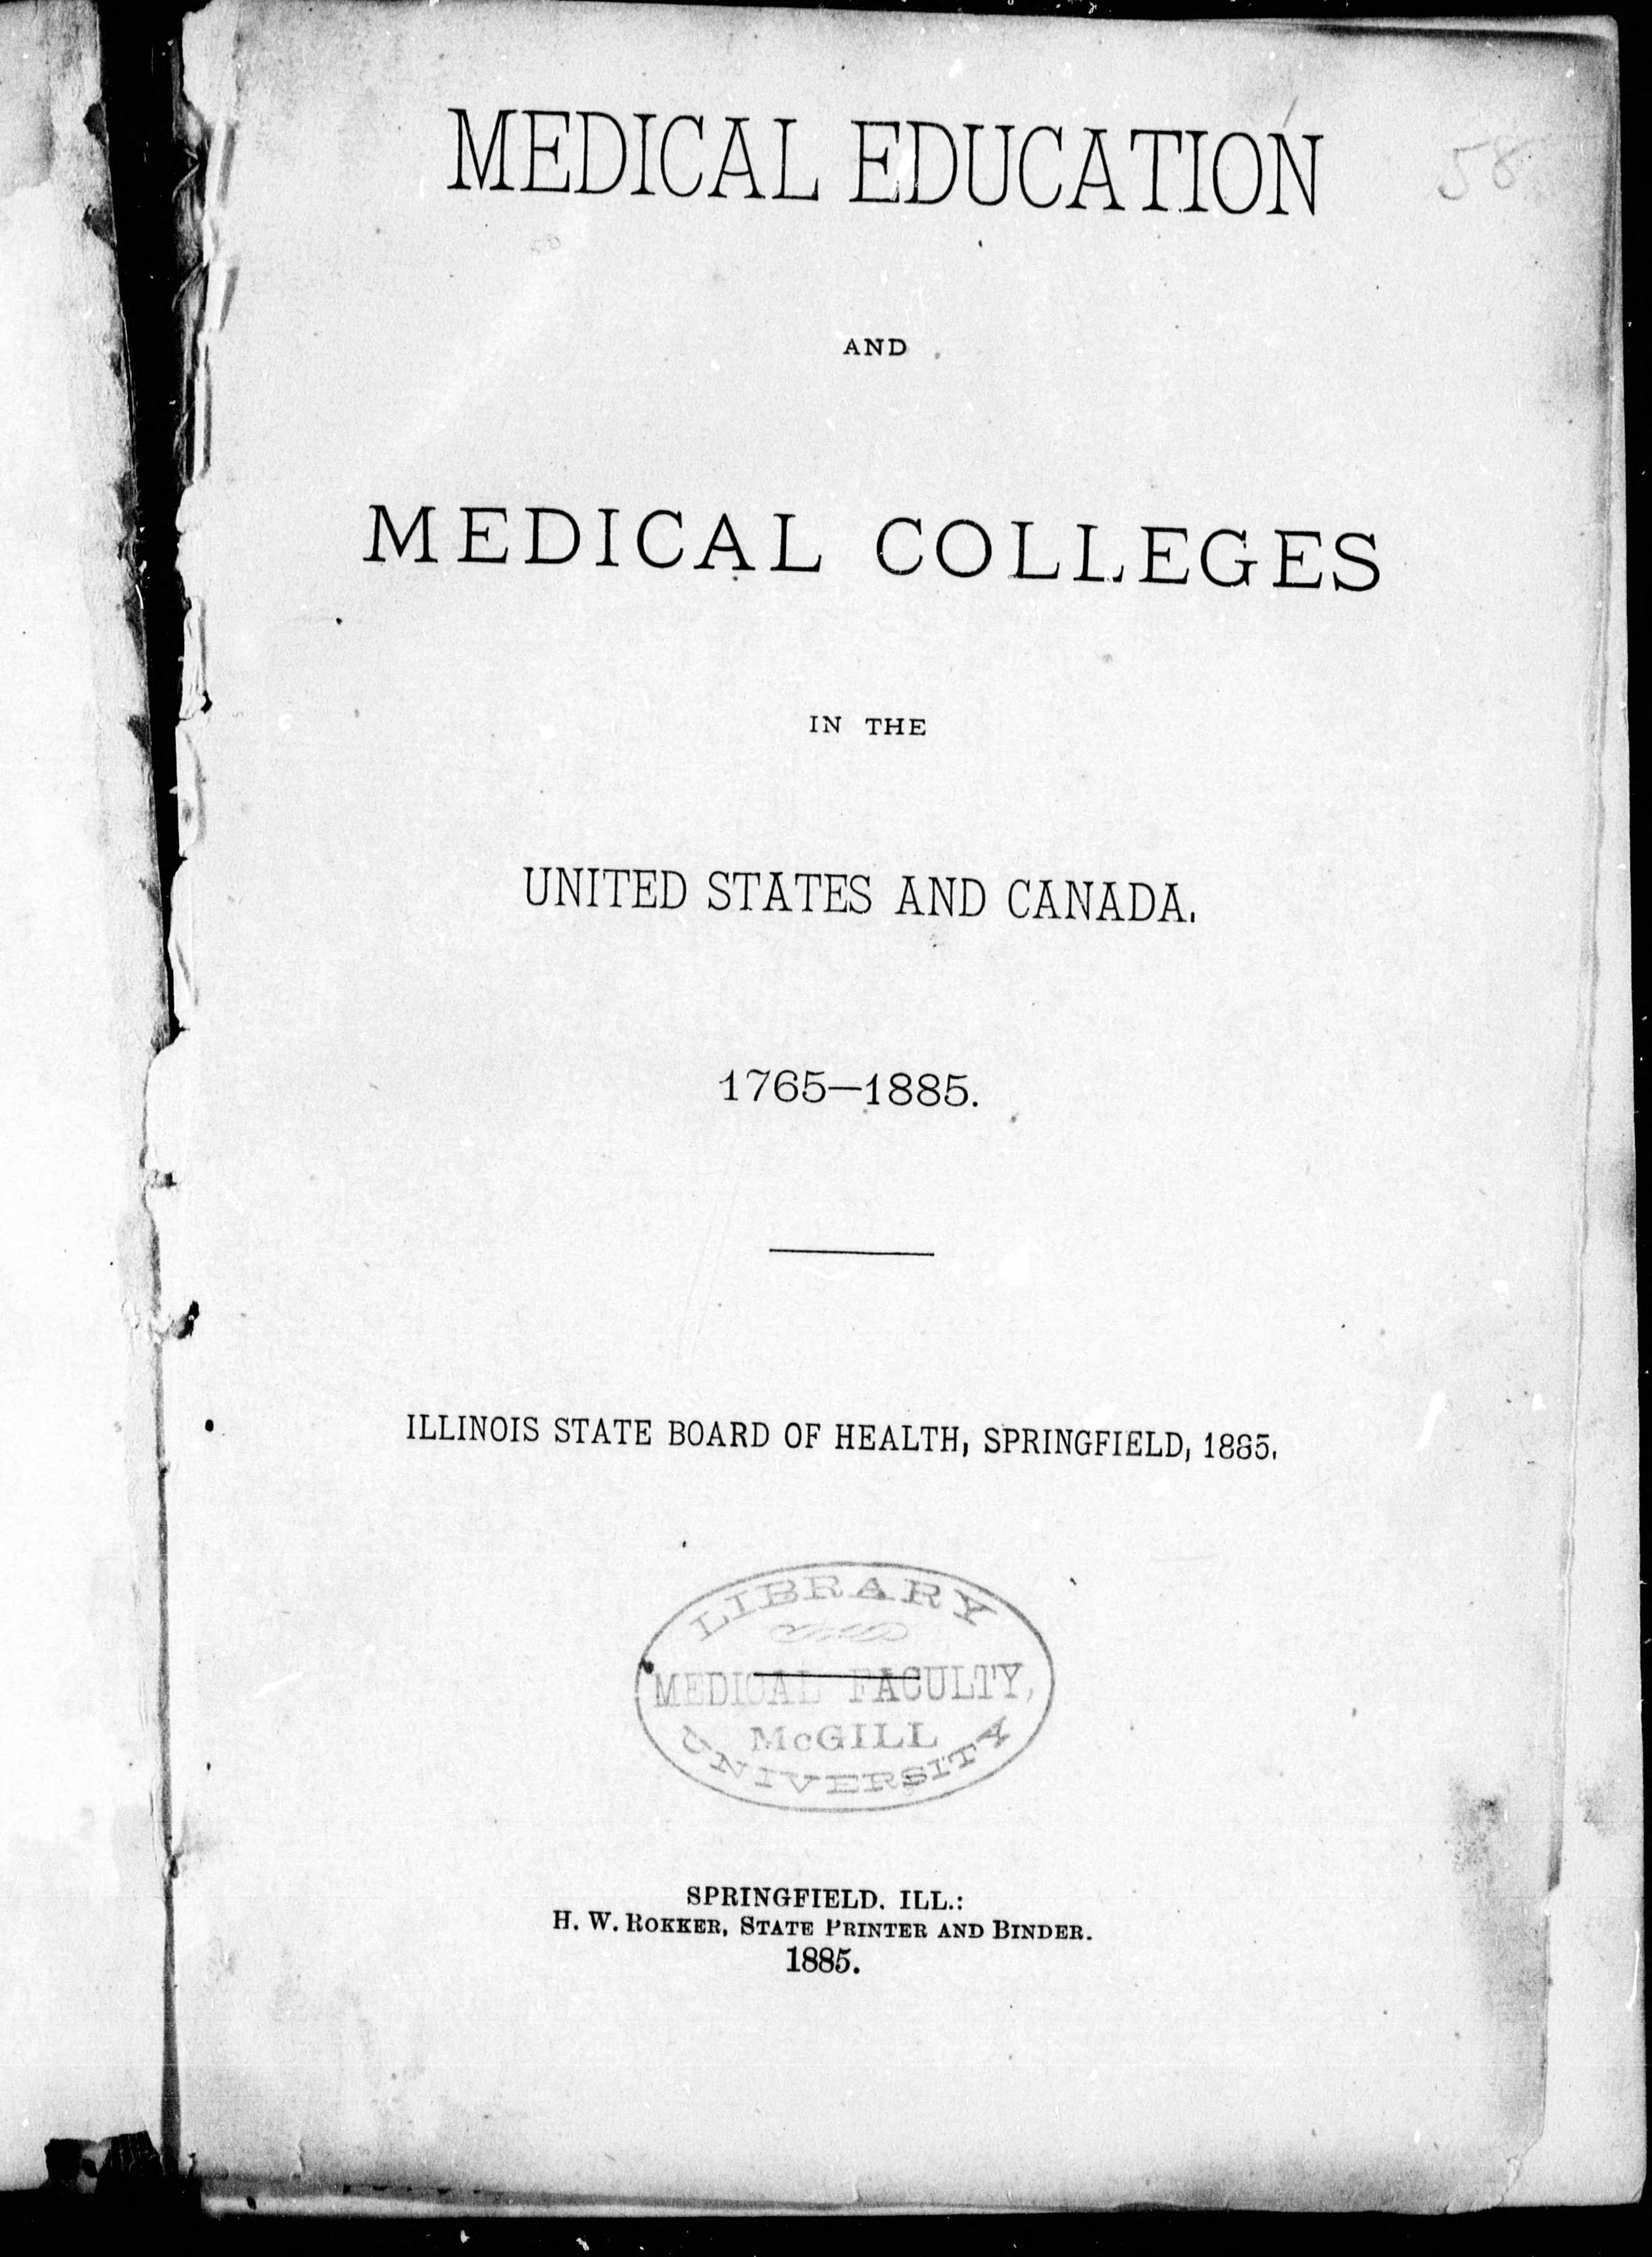 MEDICAL EDUCATION
58
AND
MEDICAL COLLEGES
IN THE
UNITED STATES AND CANADA.
1765—1885.
ILLINOIS STATE BOARD OF HEALTH, SPRINGFIELD, 1885.
LIBRARY
MEDICAL FACULTY,
McGILL
UNIVERSITY
SPRINGFIELD. ILL.:
H. W. ROKKER, STATE PRINTER AND BINDER.
1885.